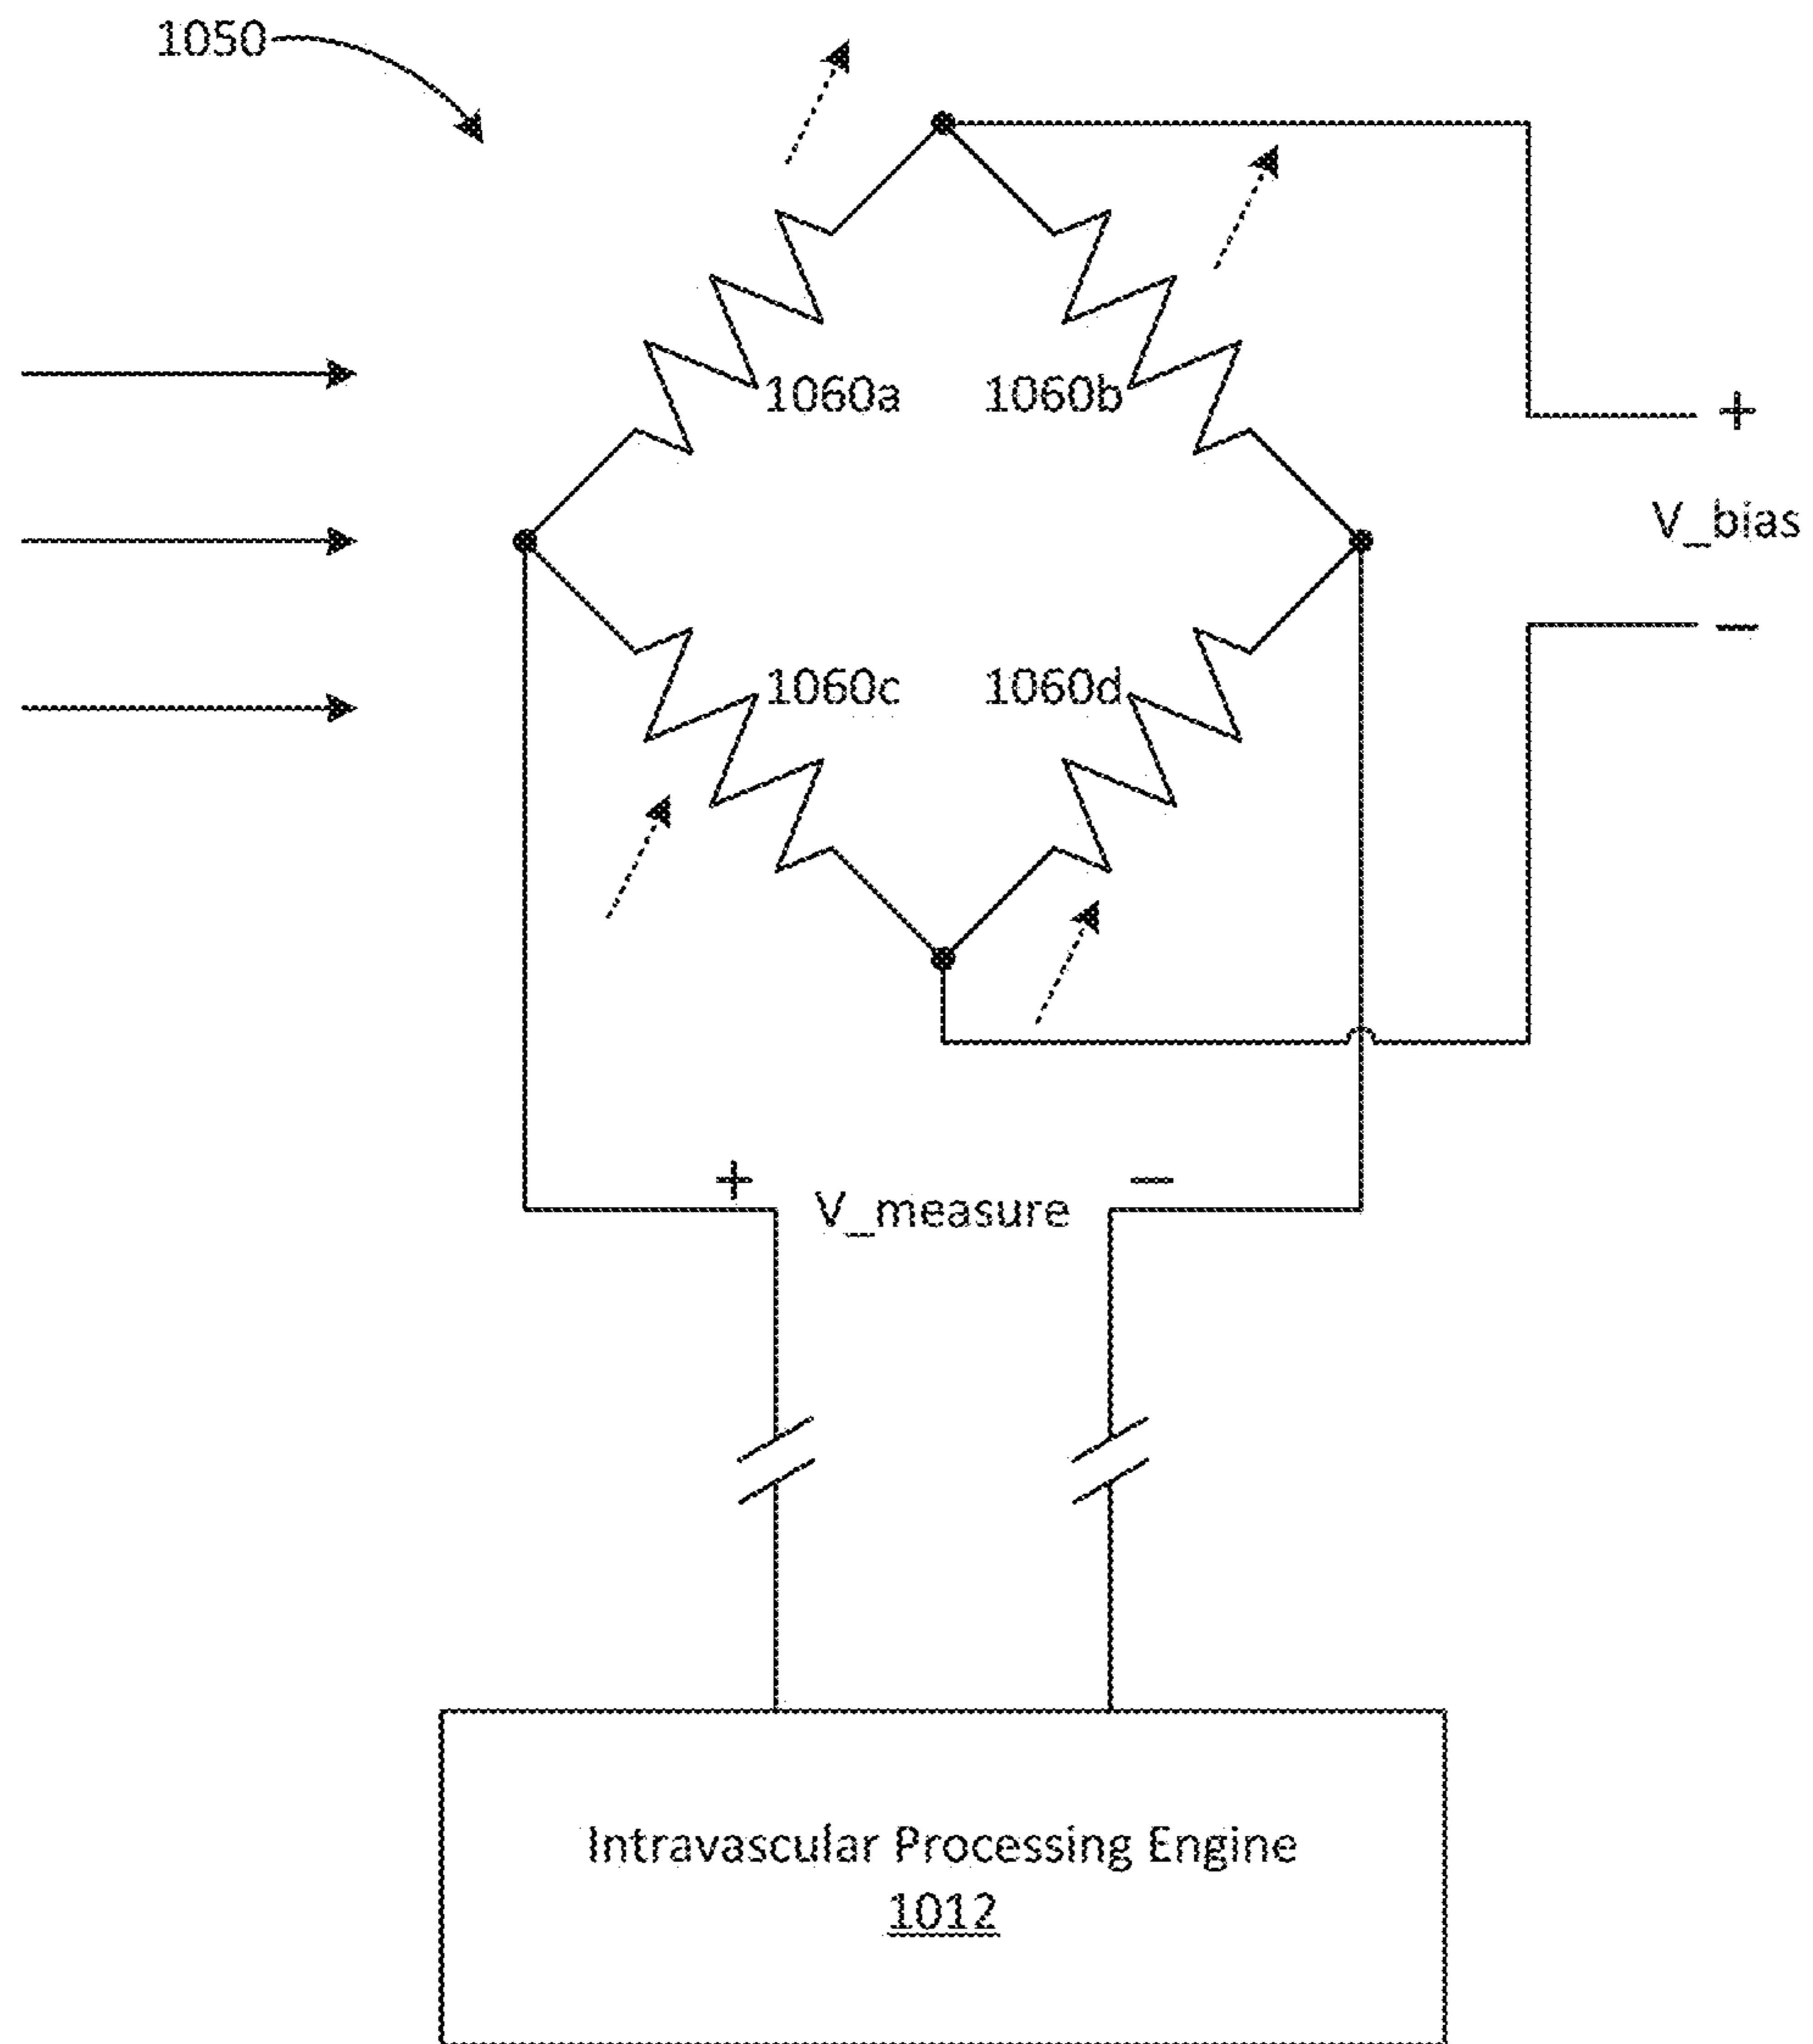 1050
1060a 1060b
+
V_bias
−
1060c 1060d
+ V_measure −
Intravascular Processing Engine
1012